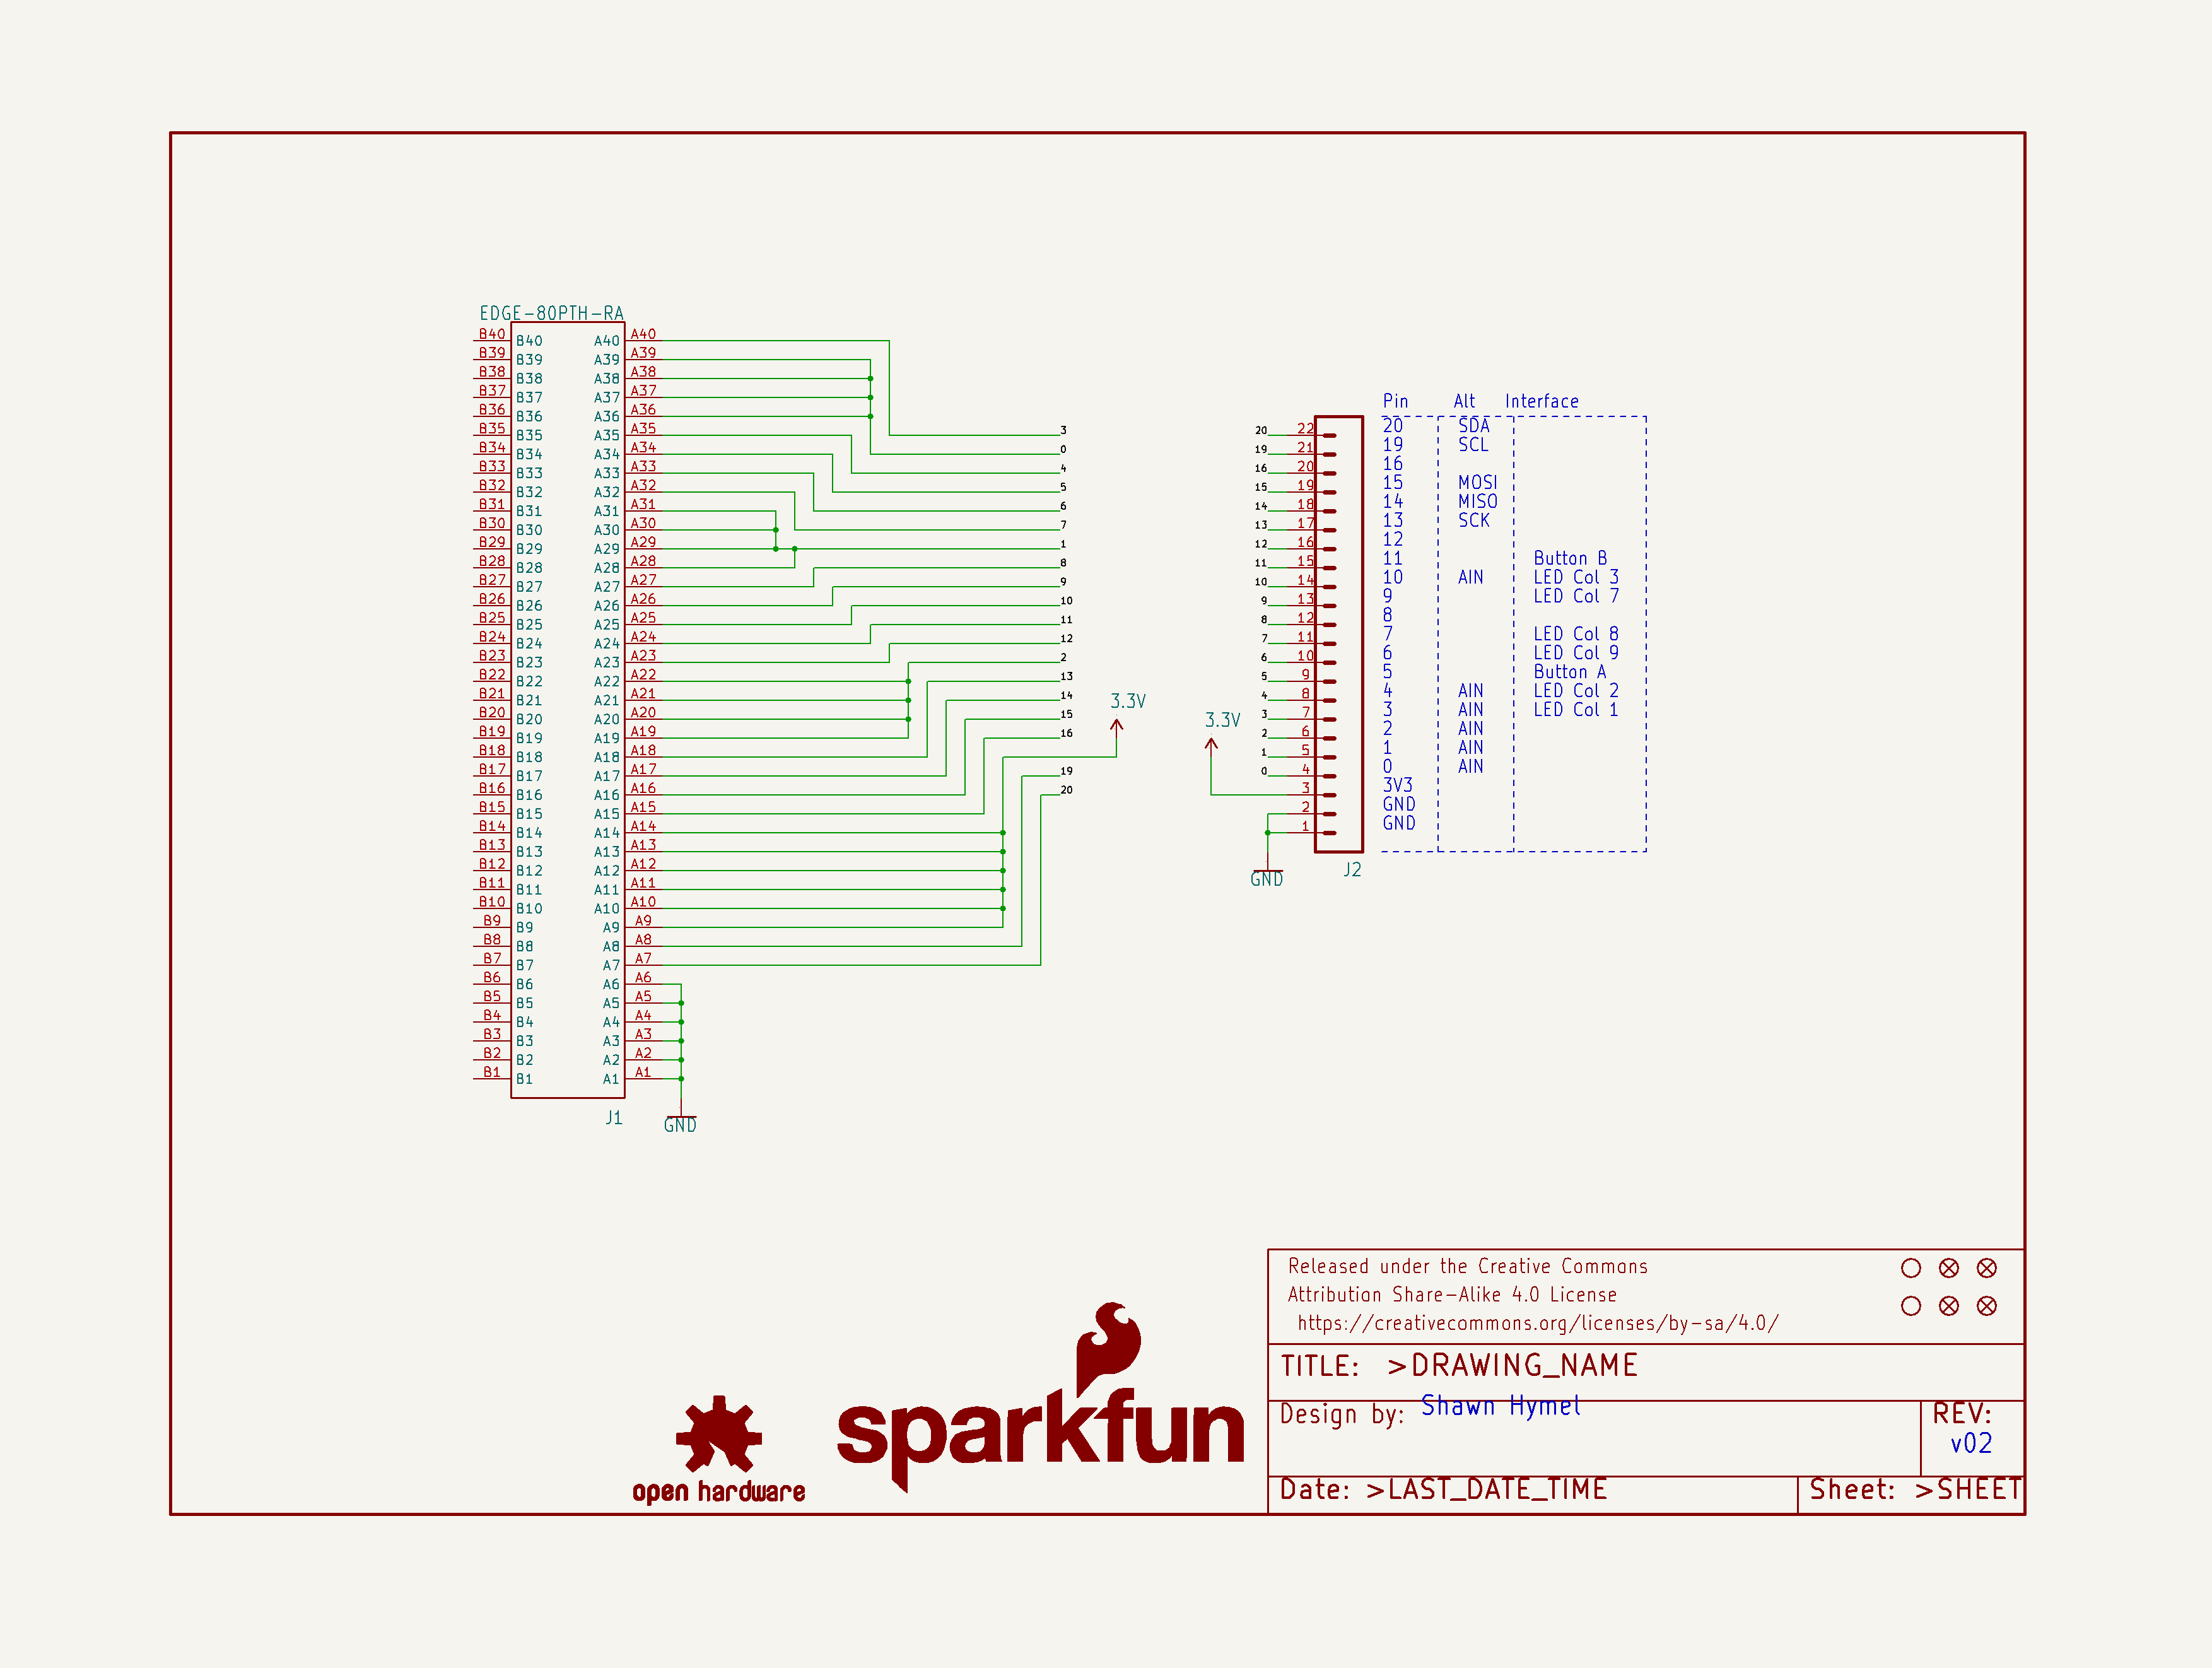 EDGE-80PTH-RA
B40 B40 A40 A40
B39 B39 A39 A39
B38 B38 A38 A38
B37 B37 A37 A37
B36 B36 A36 A36
B35 B35 A35 A35
B34 B34 A34 A34
B33 B33 A33 A33
B32 B32 A32 A32
B31 B31 A31 A31
B30 B30 A30 A30
B29 B29 A29 A29
B28 B28 A28 A28
B27 B27 A27 A27
B26 B26 A26 A26
B25 B25 A25 A25
B24 B24 A24 A24
B23 B23 A23 A23
B22 B22 A22 A22
B21 B21 A21 A21
B20 B20 A20 A20
B19 B19 A19 A19
B18 B18 A18 A18
B17 B17 A17 A17
B16 B16 A16 A16
B15 B15 A15 A15
B14 B14 A14 A14
B13 B13 A13 A13
B12 B12 A12 A12
B11 B11 A11 A11
B10 B10 A10 A10
B9 B9 A9 A9
B8 B8 A8 A8
B7 B7 A7 A7
B6 B6 A6 A6
B5 B5 A5 A5
B4 B4 A4 A4
B3 B3 A3 A3
B2 B2 A2 A2
B1 B1 A1 A1
J1
GND
3
0
4
5
6
7
1
8
9
10
11
12
2
13
14
15
16
3.3V
19
20
Pin Alt Interface
20 22 20 SDA
19 21 19 SCL
16 20 16
15 19 15 MOSI
14 18 14 MISO
13 17 13 SCK
12 16 12
11 15 11 Button B
10 14 10 AIN LED Col 3
9 13 9 LED Col 7
8 12 8
7 11 7 LED Col 8
6 10 6 LED Col 9
5 9 5 Button A
4 8 4 AIN LED Col 2
3 7 3 AIN LED Col 1
2 6 2 AIN
1 5 1 AIN
0 4 0 AIN
3.3V
3 3V3
2 GND
1 GND
GND
J2
Released under the Creative Commons
Attribution Share-Alike 4.0 License
https://creativecommons.org/licenses/by-sa/4.0/
TITLE: >DRAWING_NAME
Design by: Shawn Hymel
REV:
v02
Date: >LAST_DATE_TIME
Sheet: >SHEET
open hardware
sparkfun